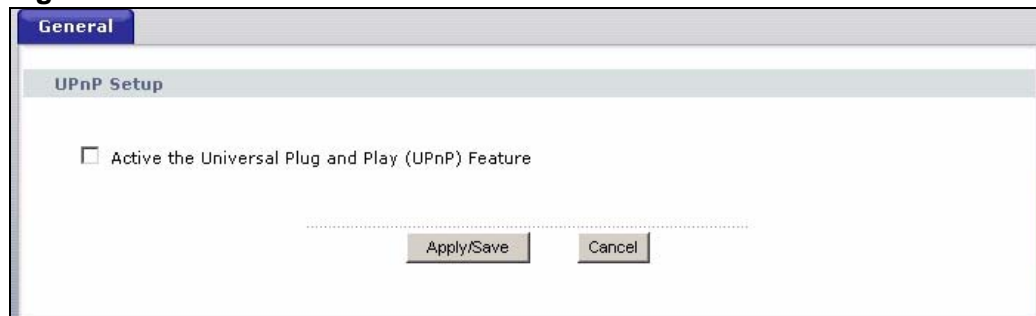 General
UPnP Setup
Active the Universal Plug and Play (UPnP) Feature
Apply/Save Cancel